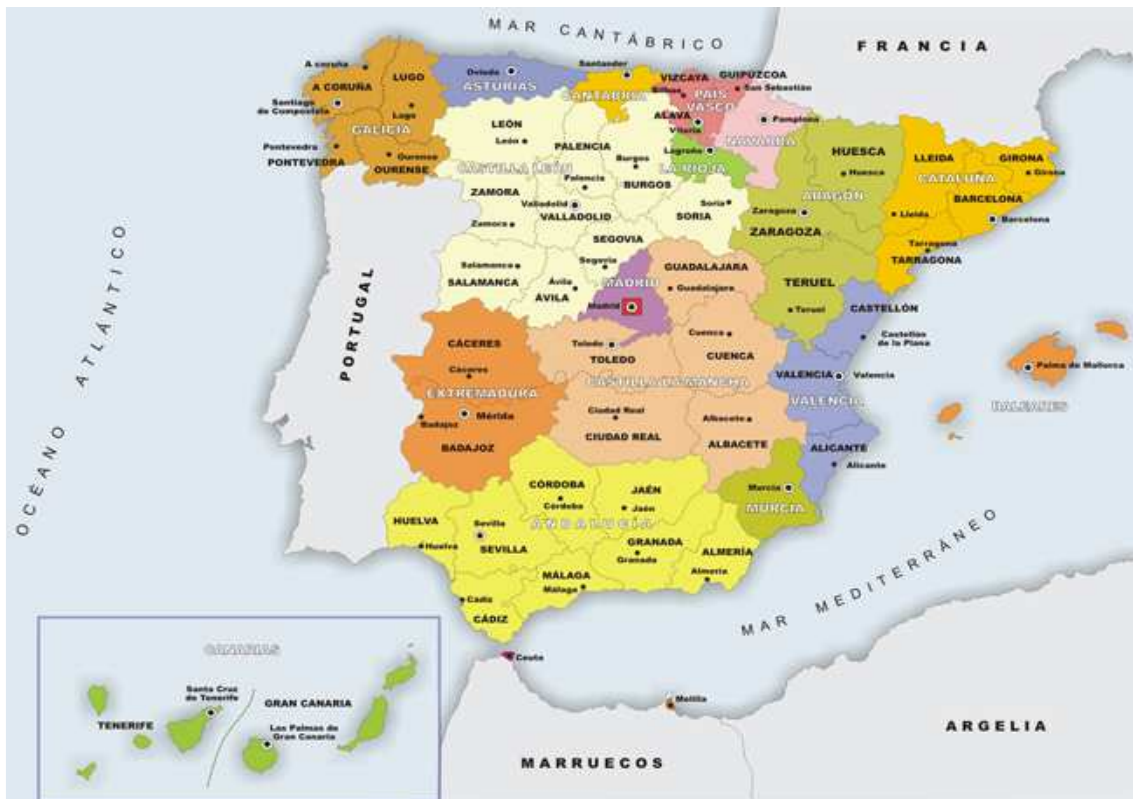 MAR CANTÁBRICO
FRANCIA
A coruña
A CORUÑA
LUGO
Lugo
Santiago
de Compostela
GALICIA
Pontevedra
PONTEVEDRA
Ourense
OURENSE
Oviedo
ASTURIAS
Santander
CANTABRIA
VIZCAYA
Bilbao
GUIPÚZCOA
San Sebastián
PAÍS
VASCO
ALAVA
Vitoria
Pamplona
NAVARRA
Logroño
LA RIOJA
LEÓN
León
PALENCIA
Palencia
CASTILLA LEÓN
Burgos
BURGOS
ZAMORA
Zamora
Valladolid
VALLADOLID
Soria
SORIA
SEGOVIA
Segovia
Salamanca
SALAMANCA
Ávila
ÁVILA
HUESCA
Huesca
ARAGÓN
Zaragoza
ZARAGOZA
TERUEL
Teruel
LLEIDA
Lleida
GIRONA
Girona
CATALUÑA
BARCELONA
Barcelona
Tarragona
TARRAGONA
MADRID
Madrid
GUADALAJARA
Guadalajara
Cuenca
CUENCA
Toledo
TOLEDO
CASTILLA LA MANCHA
Ciudad Real
CIUDAD REAL
Albacete
ALBACETE
CASTELLÓN
Castellon
de la Plana
VALENCIA
Valencia
VALENCIA
ALICANTE
Alicante
Palma de Mallorca
BALEARES
CÁCERES
Cáceres
EXTREMADURA
Mérida
Badajoz
BADAJOZ
PORTUGAL
OCÉANO ATLÁNTICO
Murcia
MURCIA
CÓRDOBA
Córdoba
JAÉN
Jaén
ANDALUCÍA
HUELVA
Huelva
Sevilla
SEVILLA
GRANADA
Granada
ALMERÍA
Almería
MÁLAGA
Málaga
Cádiz
CÁDIZ
MAR MEDITERRÁNEO
Ceuta
Melilla
MARRUECOS
ARGELIA
CANARIAS
Santa Cruz
de Tenerife
TENERIFE
GRAN CANARIA
Las Palmas de
Gran Canaria